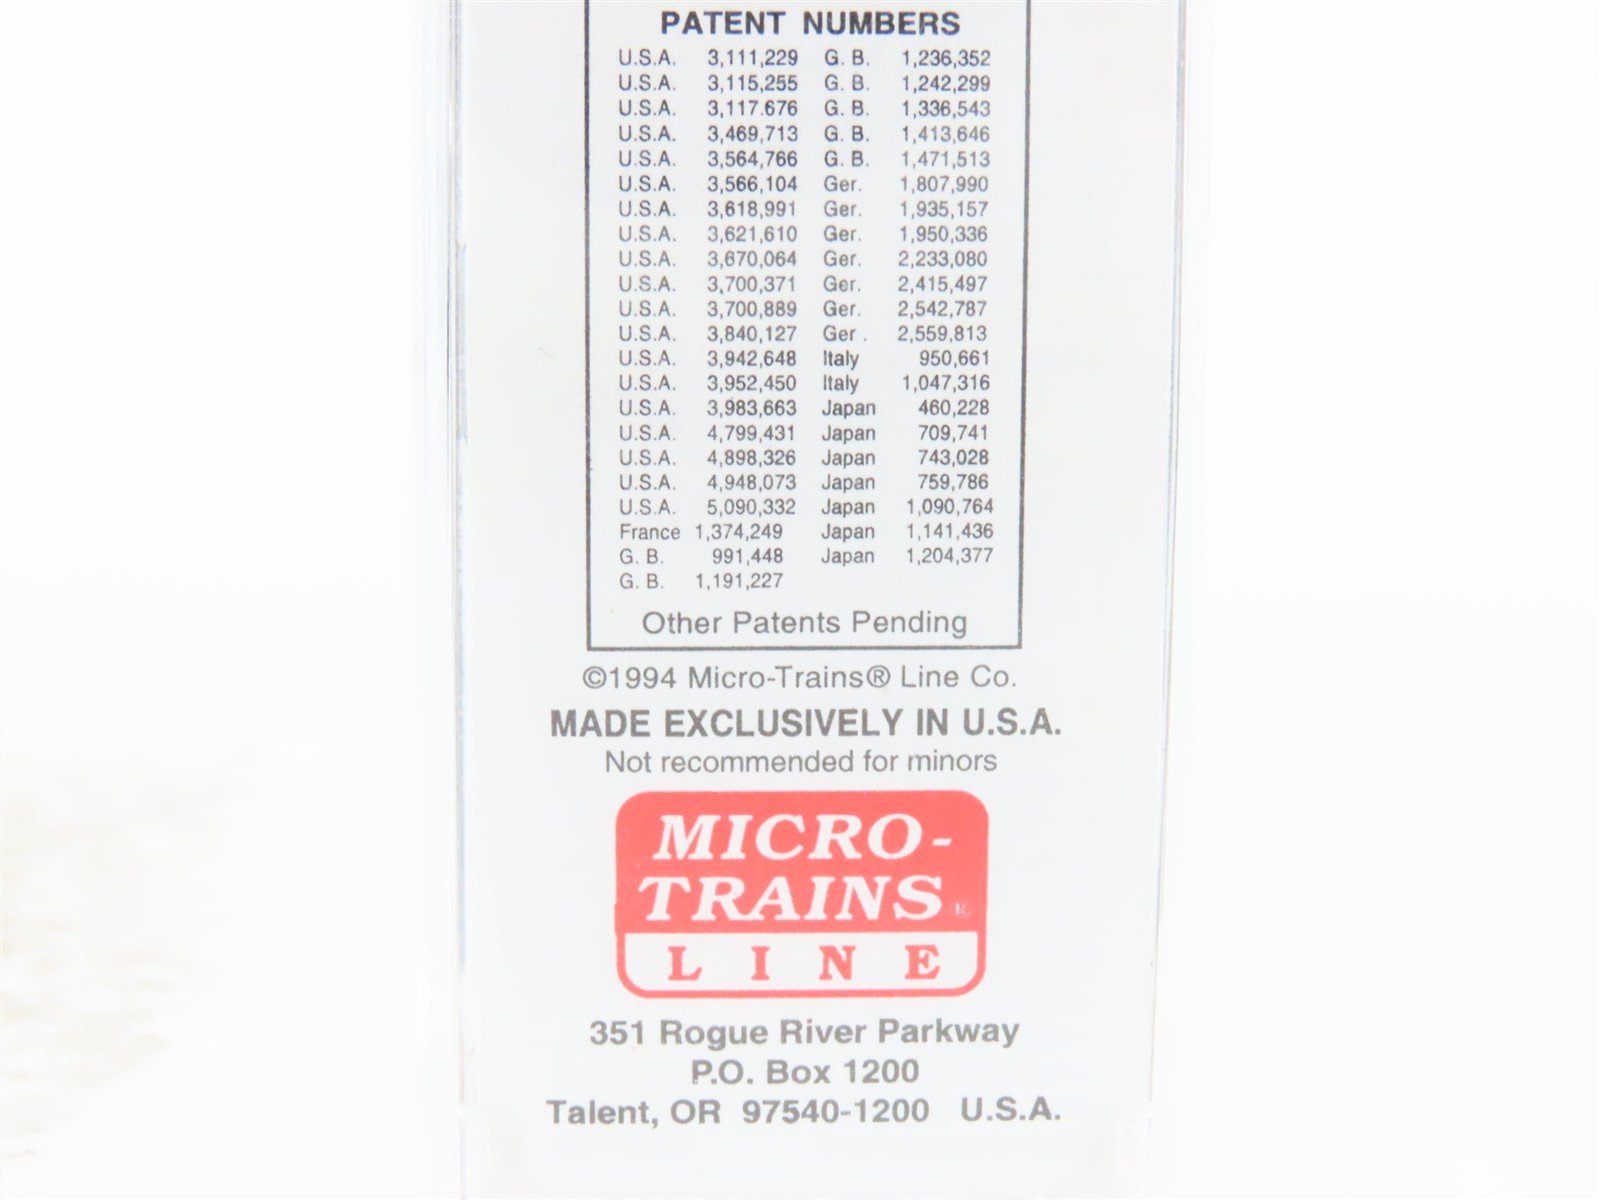 PATENT NUMBERS
U.S.A. 3,111,229 G. B. 1,236,352
U.S.A. 3,115,255 G. B. 1,242,299
U.S.A. 3,117.676 G. B. 1,336,543
U.S.A. 3,469,713 G. B. 1,413,646
U.S.A. 3,564,766 G. B. 1,471,513
U.S.A. 3,566,104 Ger. 1,807,990
U.S.A. 3,618,991 Ger. 1,935,157
U.S.A. 3,621,610 Ger. 1,950,336
U.S.A. 3,670,064 Ger. 2,233,080
U.S.A. 3,700,371 Ger. 2,415,497
U.S.A. 3,700,889 Ger. 2,542,787
U.S.A. 3,840,127 Ger . 2,559,813
U.S.A. 3,942,648 Italy 950,661
U.S.A. 3,952,450 Italy 1,047,316
U.S.A. 3,983,663 Japan 460,228
U.S.A. 4,799,431 Japan 709,741
U.S.A. 4,898,326 Japan 743,028
U.S.A. 4,948,073 Japan 759,786
U.S.A. 5,090,332 Japan 1,090,764
France 1,374,249 Japan 1,141,436
G. B. 991,448 Japan 1,204,377
G. B. 1,191,227
Other Patents Pending
©1994 Micro-Trains® Line Co.
MADE EXCLUSIVELY IN U.S.A.
Not recommended for minors
MICRO-
TRAINS®
LINE
351 Rogue River Parkway
P.O. Box 1200
Talent, OR 97540-1200 U.S.A.